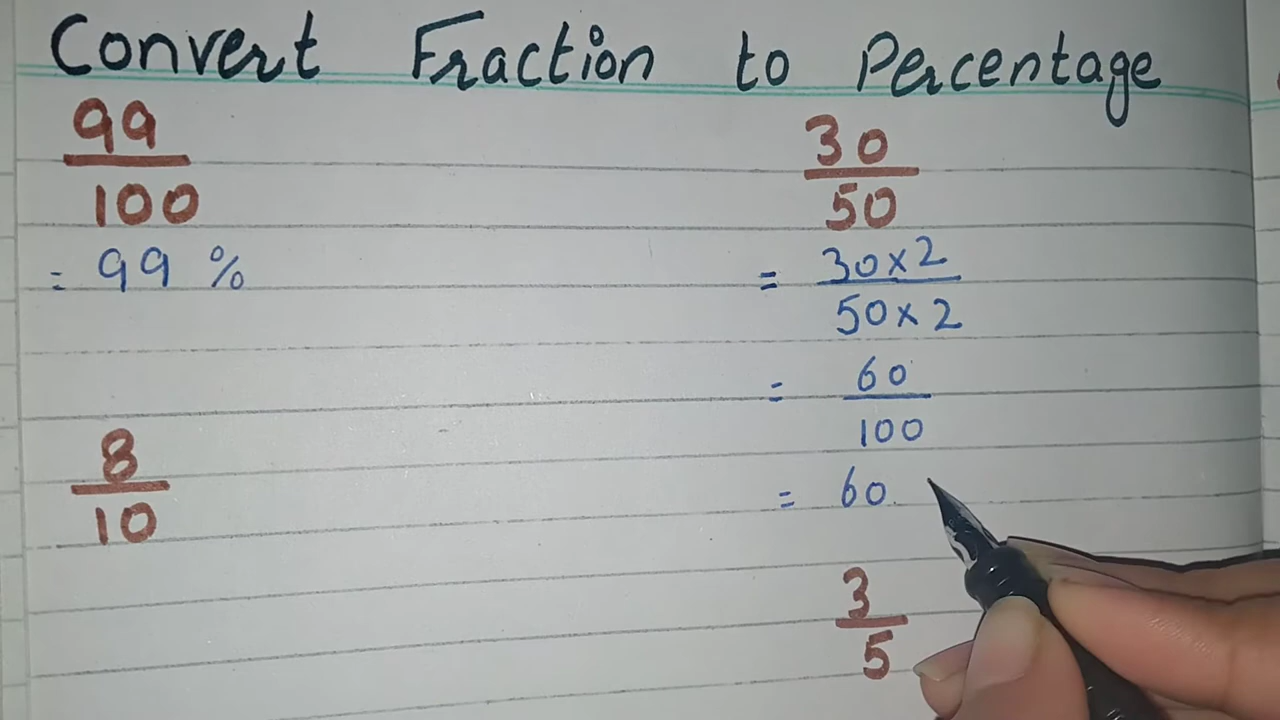 Convert Fraction to Percentage
99
100
= 99 %
8
10
30
50
= 30 x 2
50 x 2
= 60
100
= 60
3
5